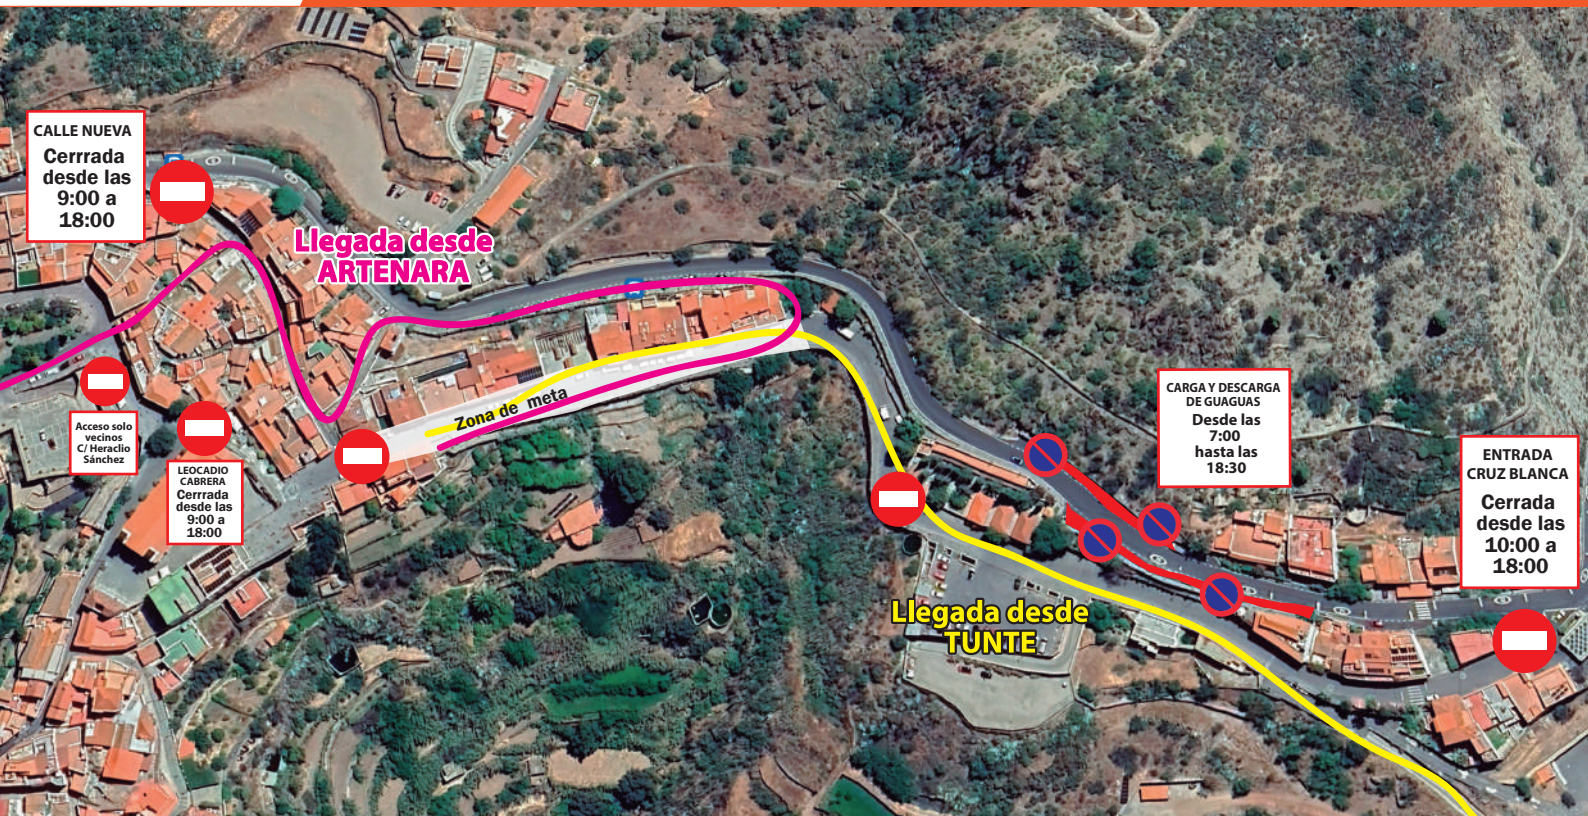 CALLE NUEVA
Cerrrada
desde las
9:00 a
18:00
Llegada desde
ARTENARA
Acceso solo
vecinos
C/ Heraclio
Sánchez
LEOCADIO
CABRERA
Cerrrada
desde las
9:00 a
18:00
Zona de meta
CARGA Y DESCARGA
DE GUAGUAS
Desde las
7:00
hasta las
18:30
ENTRADA
CRUZ BLANCA
Cerrada
desde las
10:00 a
18:00
Llegada desde
TUNTE